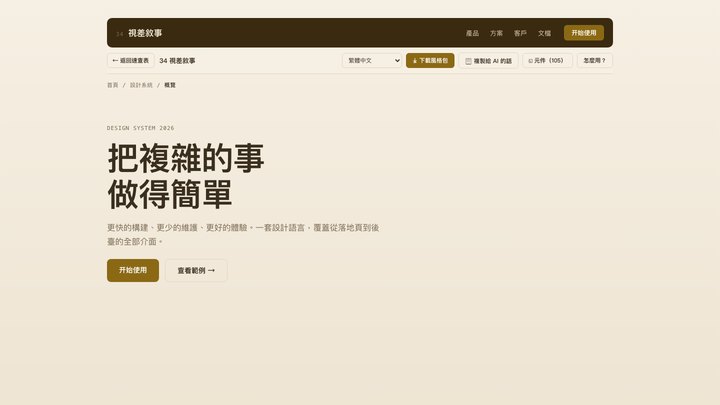 34 視差敘事
產品 方案 客戶 文檔 开始使用
← 返回速查表 34 視差敘事
繁體中文 下載風格包 複製給 AI 的話 元件（105） 怎麼用？
首頁 / 設計系統 / 概覽
DESIGN SYSTEM 2026
把複雜的事
做得簡單
更快的構建、更少的維護、更好的體驗。一套設計語言，覆蓋從落地頁到後
臺的全部介面。
开始使用 查看範例 →